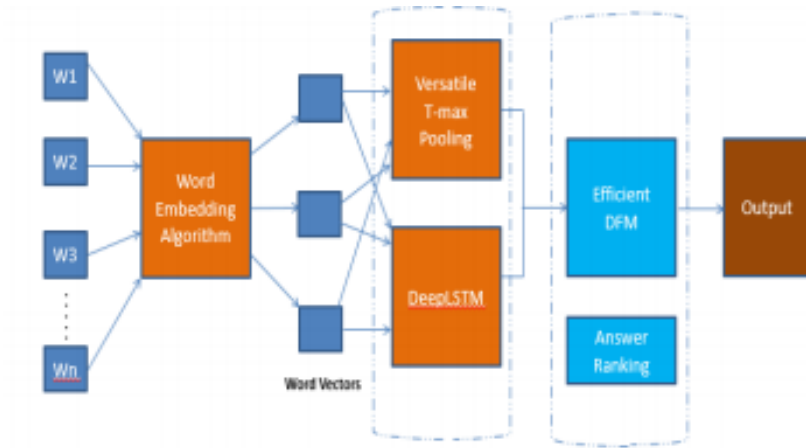 W1
W2
W3
Wn
Word
Embedding
Algorithm
Word Vectors
Versatile
T-max
Pooling
DeepLSTM
Efficient
DFM
Answer
Ranking
Output